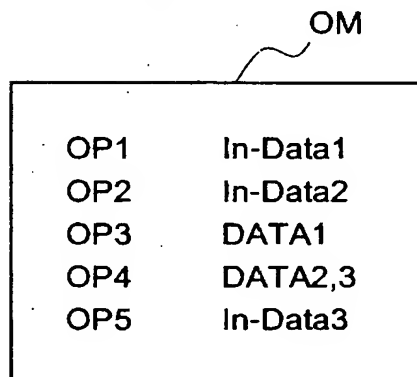 OM
OP1 In-Data1
OP2 In-Data2
OP3 DATA1
OP4 DATA2,3
OP5 In-Data3